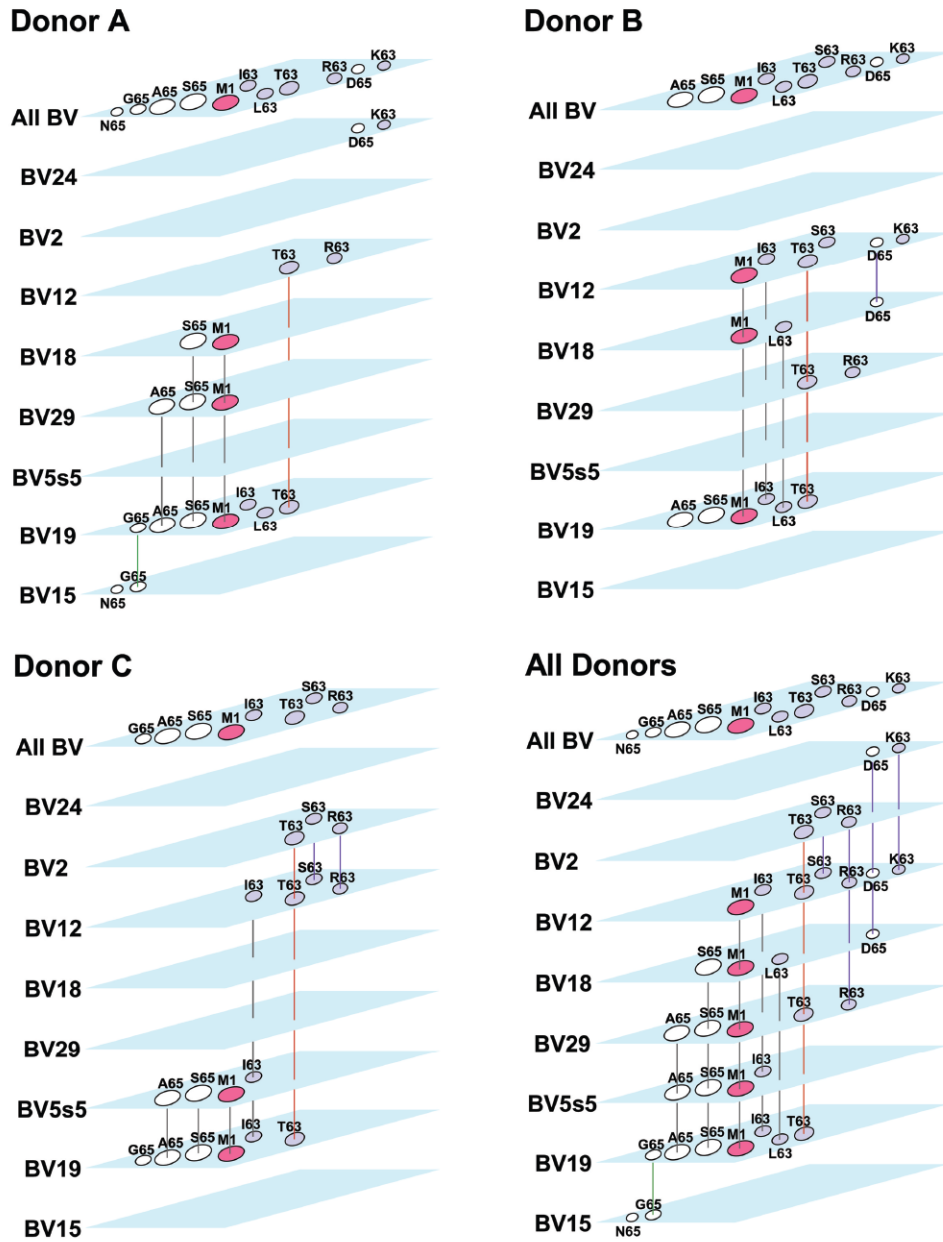 Donor A
N65 G65 A65 S65 M1 I63 L63 T63 R63 D65 K63
All BV
K63 D65
BV24
BV2
T63 R63
BV12
S65 M1
BV18
A65 S65 M1
BV29
BV5s5
G65 A65 S65 M1 I63 L63 T63
BV19
N65 G65
BV15
Donor B
A65 S65 M1 I63 L63 T63 S63 R63 D65 K63
All BV
BV24
BV2
M1 I63 T63 S63 D65 K63
BV12
M1 L63 D65
BV18
T63 R63
BV29
BV5s5
A65 S65 M1 I63 L63 T63
BV19
BV15
Donor C
G65 A65 S65 M1 I63 T63 S63 R63
All BV
BV24
T63 S63 R63
BV2
I63 T63 S63 R63
BV12
BV18
BV29
A65 S65 M1 I63
BV5s5
G65 A65 S65 M1 I63 T63
BV19
BV15
All Donors
N65 G65 A65 S65 M1 I63 L63 T63 S63 R63 D65 K63
All BV
D65 K63
BV24
T63 S63 R63
BV2
M1 I63 T63 S63 R63 D65 K63
BV12
S65 M1 L63 D65
BV18
A65 S65 M1 T63 R63
BV29
A65 S65 M1 I63
BV5s5
G65 A65 S65 M1 I63 L63 T63
BV19
N65 G65
BV15